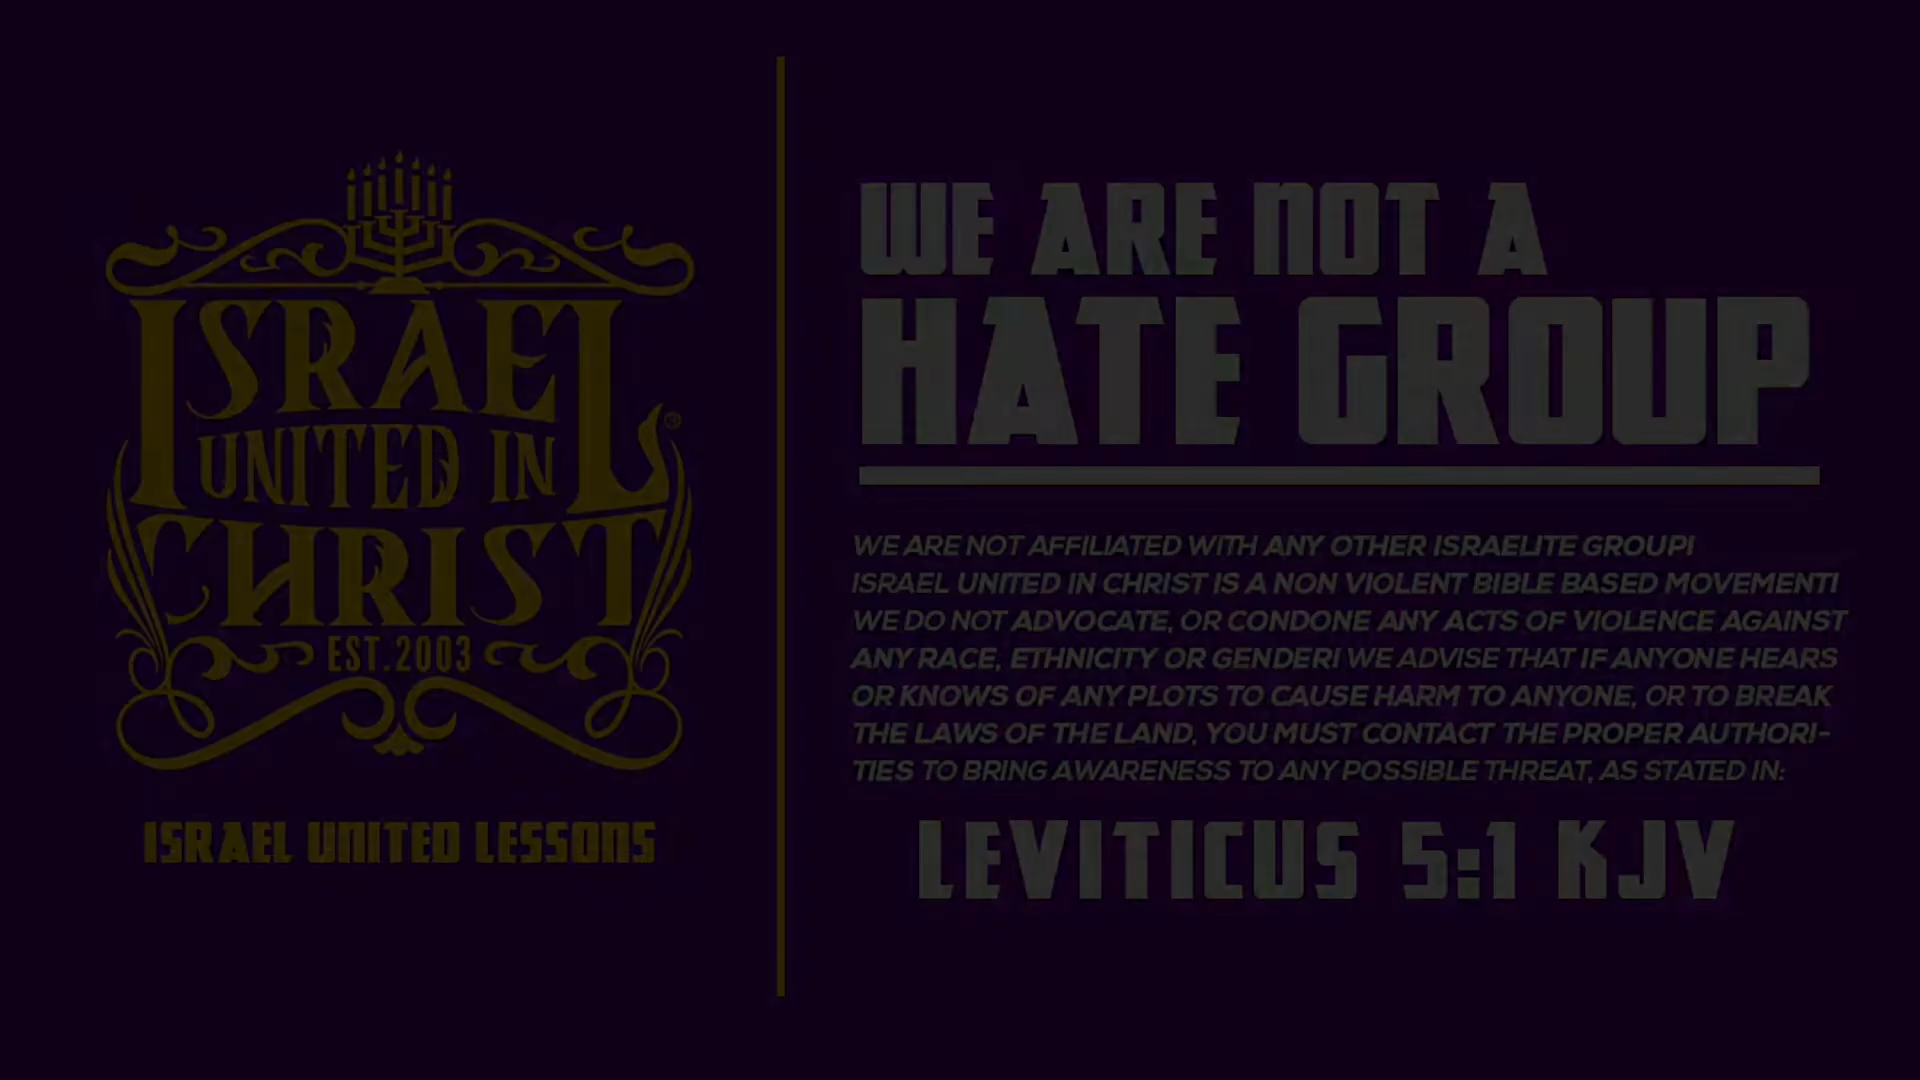 ISRAEL
UNITED IN
CHRIST
®
EST. 2003
ISRAEL UNITED LESSONS
WE ARE NOT A
HATE GROUP
WE ARE NOT AFFILIATED WITH ANY OTHER ISRAELITE GROUP!
ISRAEL UNITED IN CHRIST IS A NON VIOLENT BIBLE BASED MOVEMENT!
WE DO NOT ADVOCATE, OR CONDONE ANY ACTS OF VIOLENCE AGAINST
ANY RACE, ETHNICITY OR GENDER! WE ADVISE THAT IF ANYONE HEARS
OR KNOWS OF ANY PLOTS TO CAUSE HARM TO ANYONE, OR TO BREAK
THE LAWS OF THE LAND, YOU MUST CONTACT THE PROPER AUTHORI-
TIES TO BRING AWARENESS TO ANY POSSIBLE THREAT, AS STATED IN:
LEVITICUS 5:1 KJV